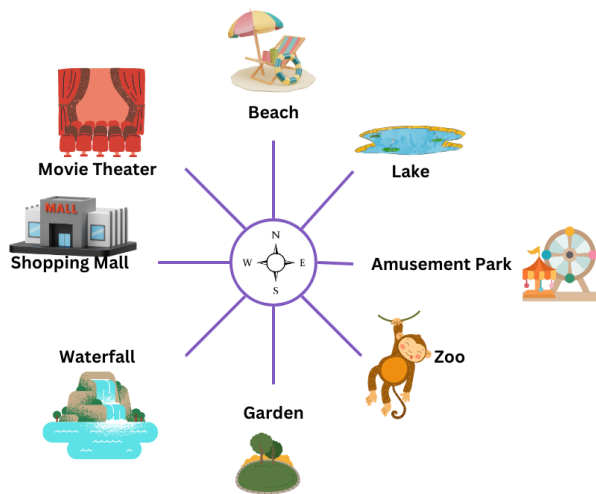 Beach
Movie Theater
Lake
MALL
Shopping Mall
N
W E
S
Amusement Park
Waterfall
Zoo
Garden